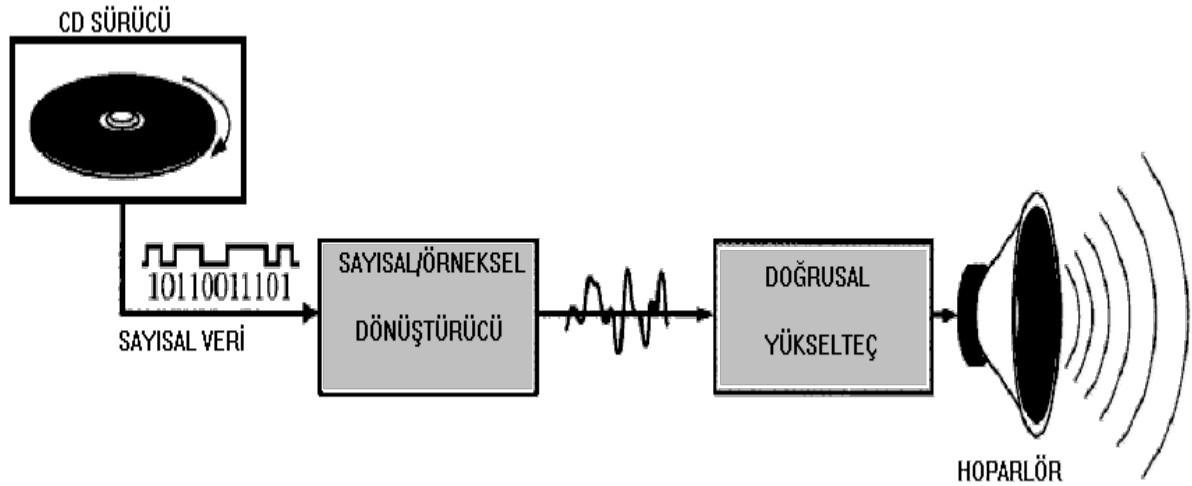 CD SÜRÜCÜ
10110011101
SAYISAL VERİ
SAYISAL/ÖRNEKSEL
DÖNÜŞTÜRÜCÜ
DOĞRUSAL
YÜKSELTEÇ
HOPARLÖR